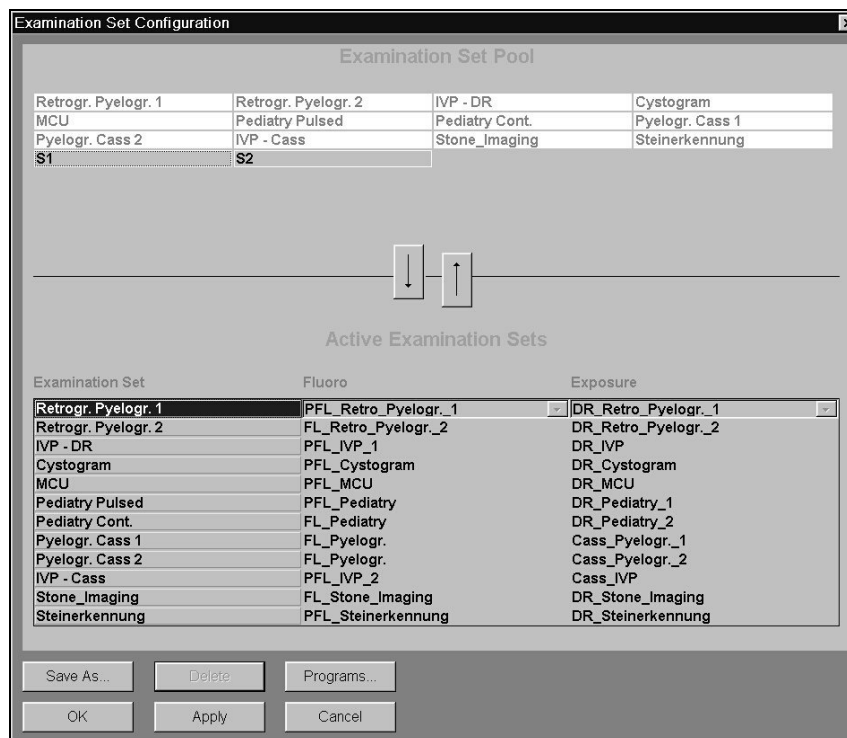 Examination Set Configuration
Examination Set Pool
Retrogr. Pyelogr. 1 Retrogr. Pyelogr. 2 IVP - DR Cystogram
MCU Pediatry Pulsed Pediatry Cont. Pyelogr. Cass 1
Pyelogr. Cass 2 IVP - Cass Stone_Imaging Steinerkennung
S1 S2
Active Examination Sets
Examination Set Fluoro Exposure
Retrogr. Pyelogr. 1 PFL_Retro_Pyelogr._1 DR_Retro_Pyelogr._1
Retrogr. Pyelogr. 2 FL_Retro_Pyelogr._2 DR_Retro_Pyelogr._2
IVP - DR PFL_IVP_1 DR_IVP
Cystogram PFL_Cystogram DR_Cystogram
MCU PFL_MCU DR_MCU
Pediatry Pulsed PFL_Pediatry DR_Pediatry_1
Pediatry Cont. FL_Pediatry DR_Pediatry_2
Pyelogr. Cass 1 FL_Pyelogr. Cass_Pyelogr._1
Pyelogr. Cass 2 FL_Pyelogr. Cass_Pyelogr._2
IVP - Cass PFL_IVP_2 Cass_IVP
Stone_Imaging FL_Stone_Imaging DR_Stone_Imaging
Steinerkennung PFL_Steinerkennung DR_Steinerkennung
Save As... Delete Programs...
OK Apply Cancel